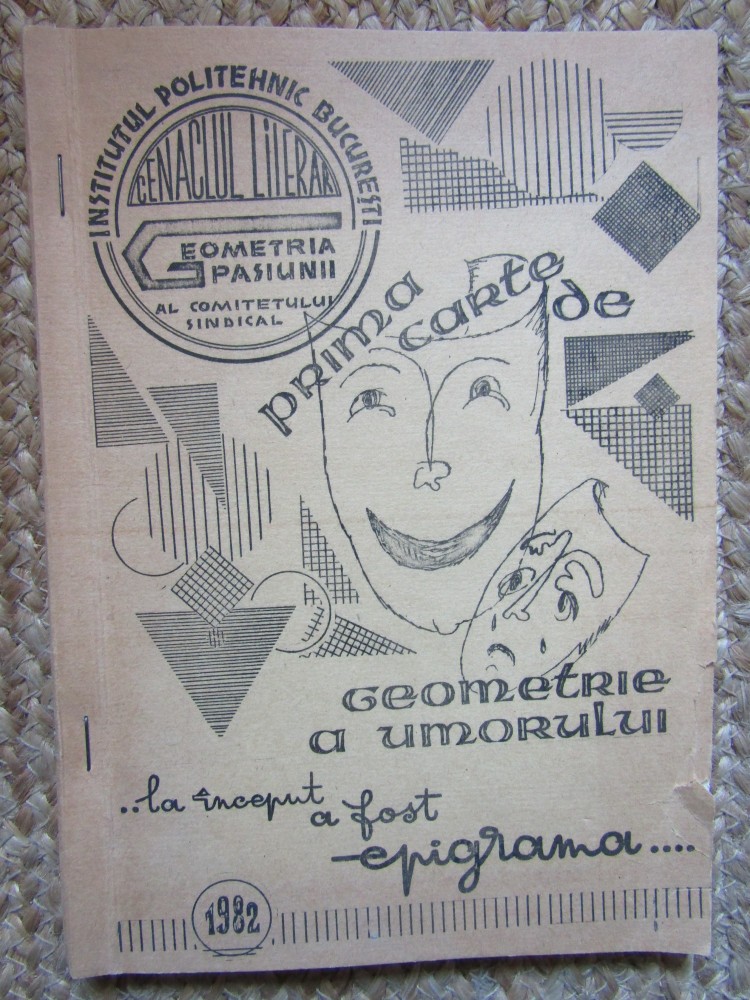 INSTITUTUL POLITEHNIC BUCUREȘTI
CENACLUL LITERAR
GEOMETRIA
PASIUNII
AL COMITETULUI
SINDICAL
PRIMA
CARTE
de
GEOMETRIE
A UMORULUI
..la început
a fost
epigrama....
1982